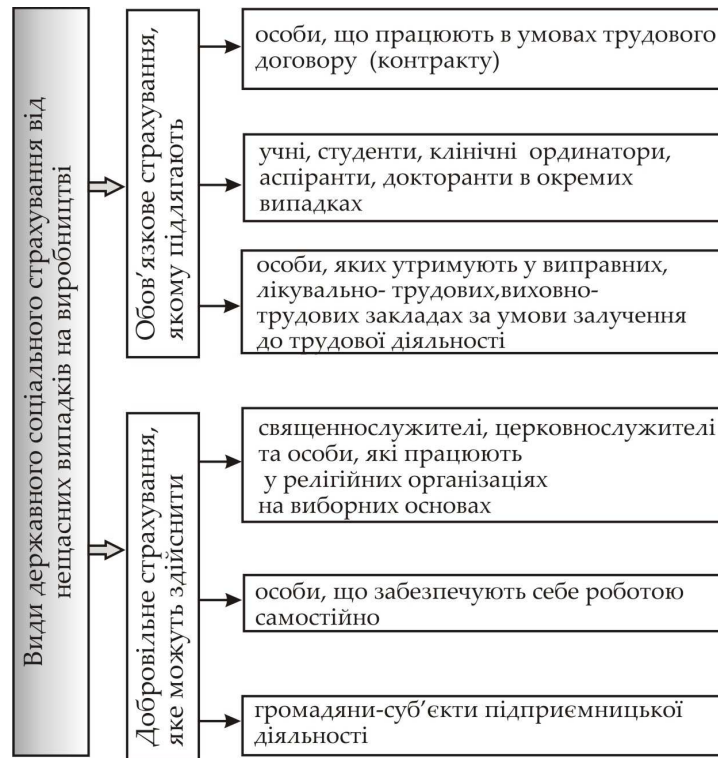 Види державного соціального страхування від
нещасних випадків на виробництві
Обов’язкове страхування,
якому підлягають
особи, що працюють в умовах трудового
договору (контракту)
учні, студенти, клінічні ординатори,
аспіранти, докторанти в окремих
випадках
особи, яких утримують у виправних,
лікувально- трудових,виховно-
трудових закладах за умови залучення
до трудової діяльності
Добровільне страхування,
яке можуть здійснити
священнослужителі, церковнослужителі
та особи, які працюють
у релігійних організаціях
на виборних основах
особи, що забезпечують себе роботою
самостійно
громадяни-суб’єкти підприємницької
діяльності